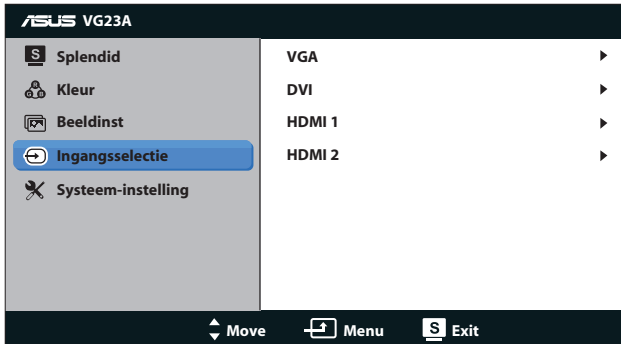 ASUS VG23A
S Splendid
Kleur
Beeldinst
Ingangsselectie
Systeem-instelling
VGA
DVI
HDMI 1
HDMI 2
Move Menu S Exit